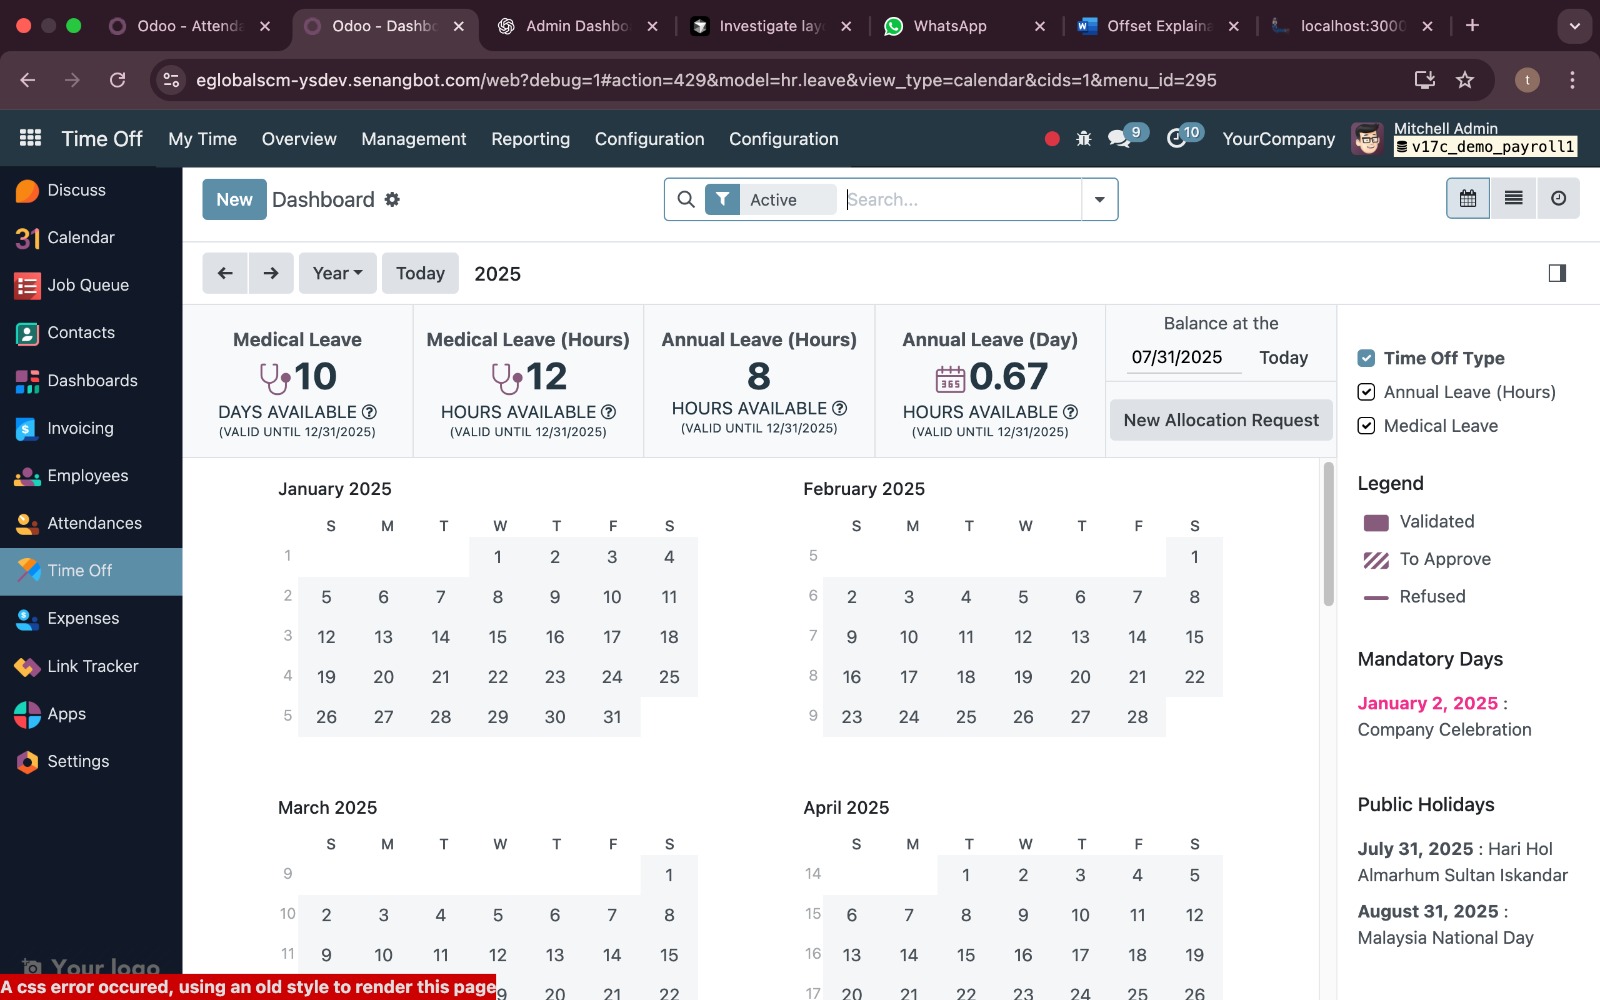 Odoo - Attenda
Odoo - Dashbo
Admin Dashbo
Investigate lay
WhatsApp
Offset Explaina
localhost:3000
eglobalscm-ysdev.senangbot.com/web?debug=1#action=429&model=hr.leave&view_type=calendar&cids=1&menu_id=295
t
Time Off My Time Overview Management Reporting Configuration Configuration
9 10 YourCompany
Mitchell Admin
v17c_demo_payroll1
Discuss
31 Calendar
Job Queue
Contacts
Dashboards
Invoicing
Employees
Attendances
Time Off
Expenses
Link Tracker
Apps
Settings
Your logo
A css error occured, using an old style to render this page
New Dashboard
Active
Search...
Year Today 2025
Medical Leave
10
DAYS AVAILABLE ?
(VALID UNTIL 12/31/2025)
Medical Leave (Hours)
12
HOURS AVAILABLE ?
(VALID UNTIL 12/31/2025)
Annual Leave (Hours)
8
HOURS AVAILABLE ?
(VALID UNTIL 12/31/2025)
Annual Leave (Day)
365 0.67
HOURS AVAILABLE ?
(VALID UNTIL 12/31/2025)
Balance at the
07/31/2025 Today
New Allocation Request
January 2025
S M T W T F S
1 1 2 3 4
2 5 6 7 8 9 10 11
3 12 13 14 15 16 17 18
4 19 20 21 22 23 24 25
5 26 27 28 29 30 31
February 2025
S M T W T F S
5 1
6 2 3 4 5 6 7 8
7 9 10 11 12 13 14 15
8 16 17 18 19 20 21 22
9 23 24 25 26 27 28
March 2025
S M T W T F S
9 1
10 2 3 4 5 6 7 8
11 9 10 11 12 13 14 15
9 20 21 22
April 2025
S M T W T F S
14 1 2 3 4 5
15 6 7 8 9 10 11 12
16 13 14 15 16 17 18 19
17 20 21 22 23 24 25 26
Time Off Type
Annual Leave (Hours)
Medical Leave
Legend
Validated
To Approve
Refused
Mandatory Days
January 2, 2025 :
Company Celebration
Public Holidays
July 31, 2025 : Hari Hol
Almarhum Sultan Iskandar
August 31, 2025 :
Malaysia National Day